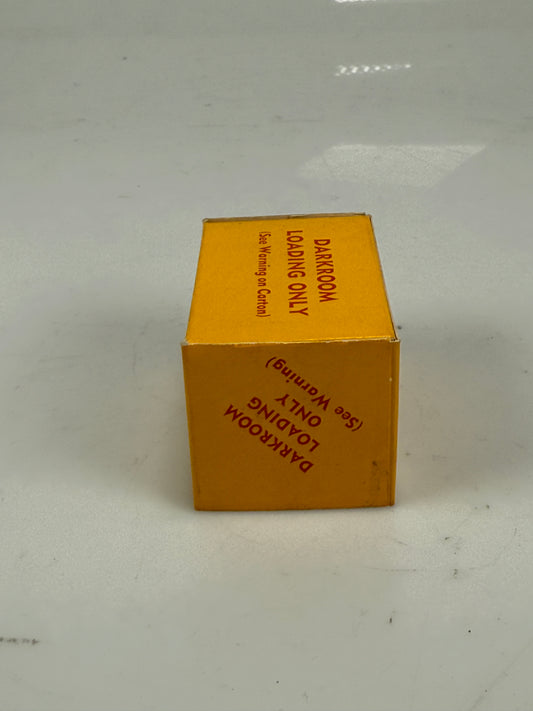 DARKROOM
LOADING ONLY
(See Warning on Carton)
DARKROOM
LOADING
ONLY
(See Warning)